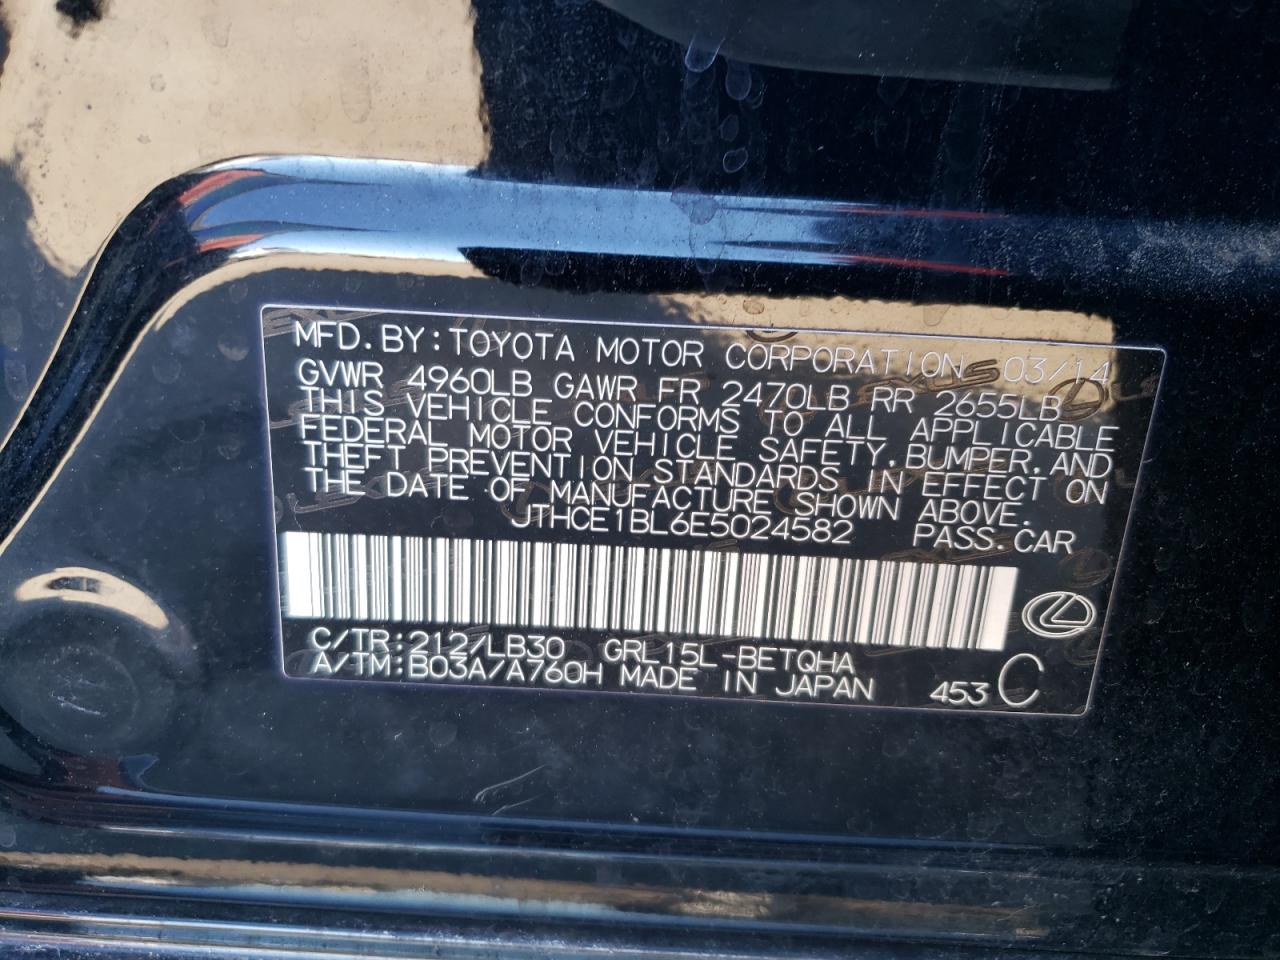 MFD. BY: TOYOTA MOTOR CORPORATION 03/14
GVWR 4960LB GAWR FR 2470LB RR 2655LB
THIS VEHICLE CONFORMS TO ALL APPLICABLE
FEDERAL MOTOR VEHICLE SAFETY, BUMPER, AND
THEFT PREVENTION STANDARDS IN EFFECT ON
THE DATE OF MANUFACTURE SHOWN ABOVE.
JTHCE1BL6E5024582 PASS. CAR
C/TR:212/LB30 GRL15L-BETQHA
A/TM:B03A/A760H MADE IN JAPAN 453 C